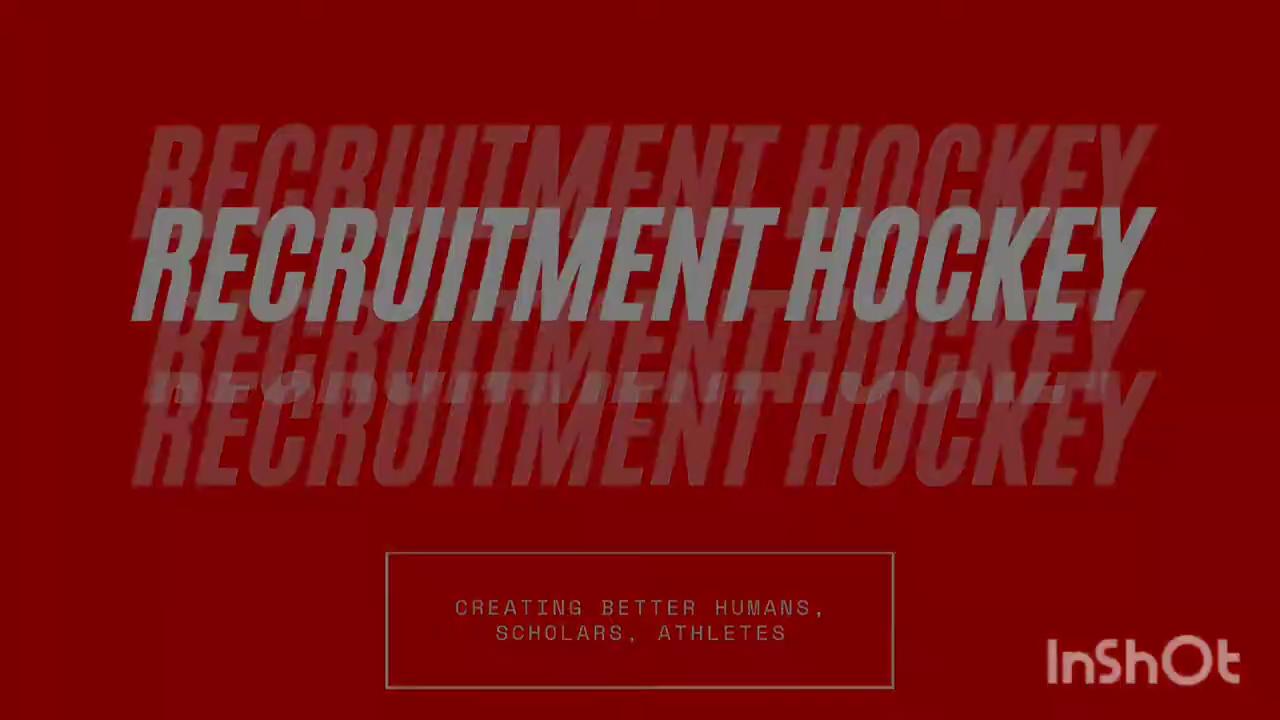 RECRUITMENT HOCKEY
RECRUITMENT HOCKEY
RECRUITMENT HOCKEY
RECRUITMENT HOCKEY
CREATING BETTER HUMANS,
SCHOLARS, ATHLETES
InShOt